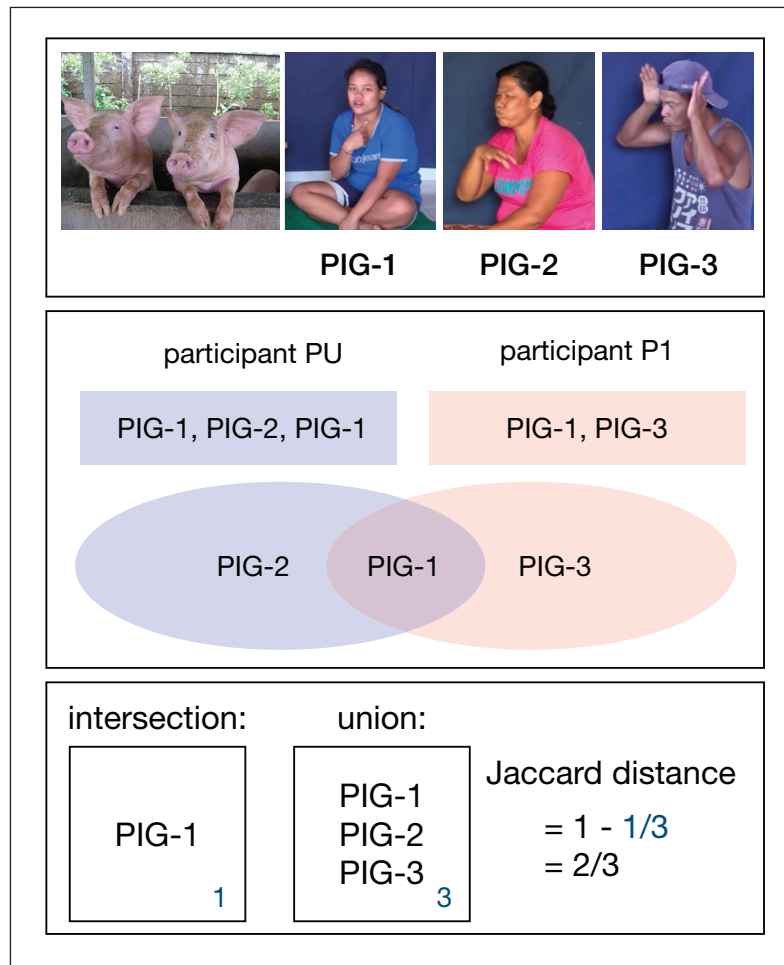 PIG-1 PIG-2 PIG-3
participant PU participant P1
PIG-1, PIG-2, PIG-1 PIG-1, PIG-3
PIG-2 PIG-1 PIG-3
intersection: union:
PIG-1
1
PIG-1
PIG-2
PIG-3
3
Jaccard distance
= 1 - 1/3
= 2/3